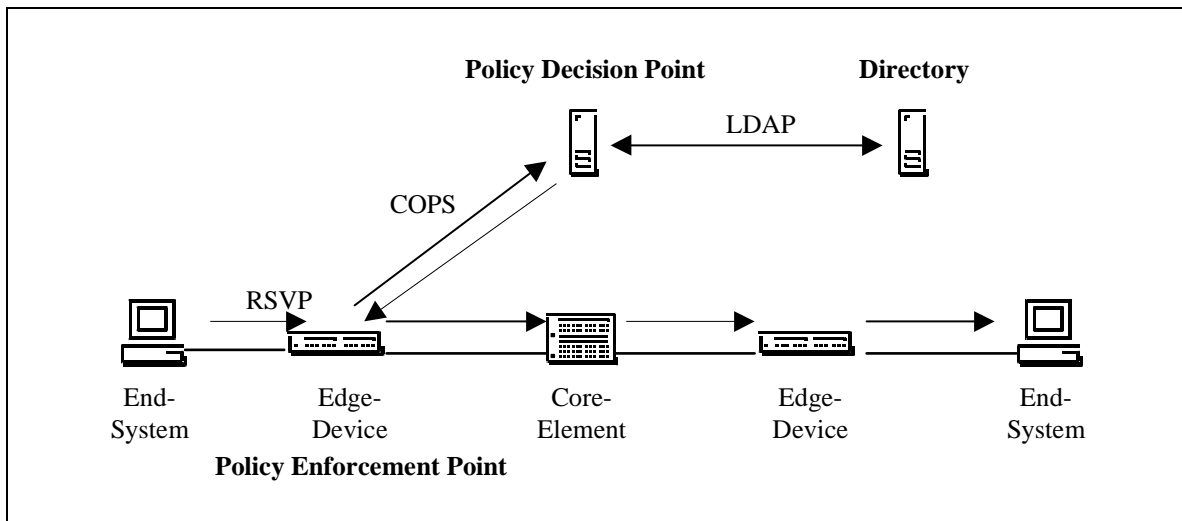 Policy Decision Point
Directory
LDAP
COPS
RSVP
End-
System
Edge-
Device
Core-
Element
Edge-
Device
End-
System
Policy Enforcement Point